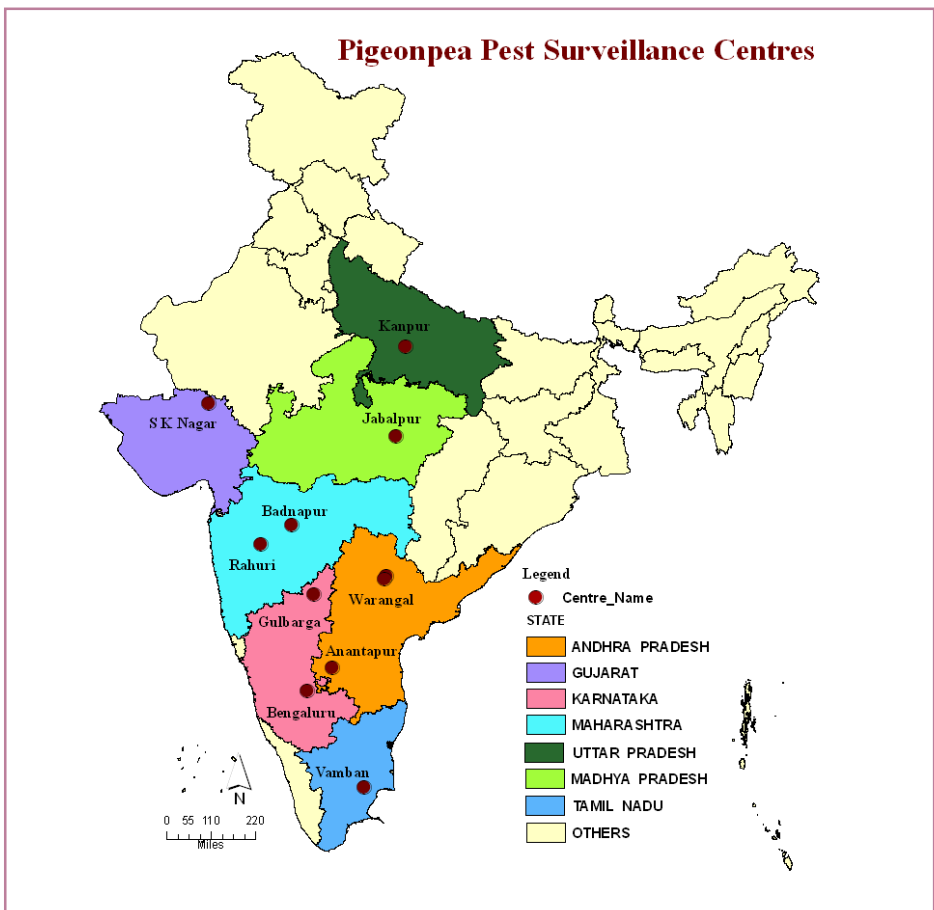 Pigeonpea Pest Surveillance Centres
Kanpur
S K Nagar
Jabalpur
Badnapur
Rahuri
Warangal
Gulbarga
Anantapur
Bengaluru
Vamban
N
0 55 110 220
Miles
Legend
Centre_Name
STATE
ANDHRA PRADESH
GUJARAT
KARNATAKA
MAHARASHTRA
UTTAR PRADESH
MADHYA PRADESH
TAMIL NADU
OTHERS